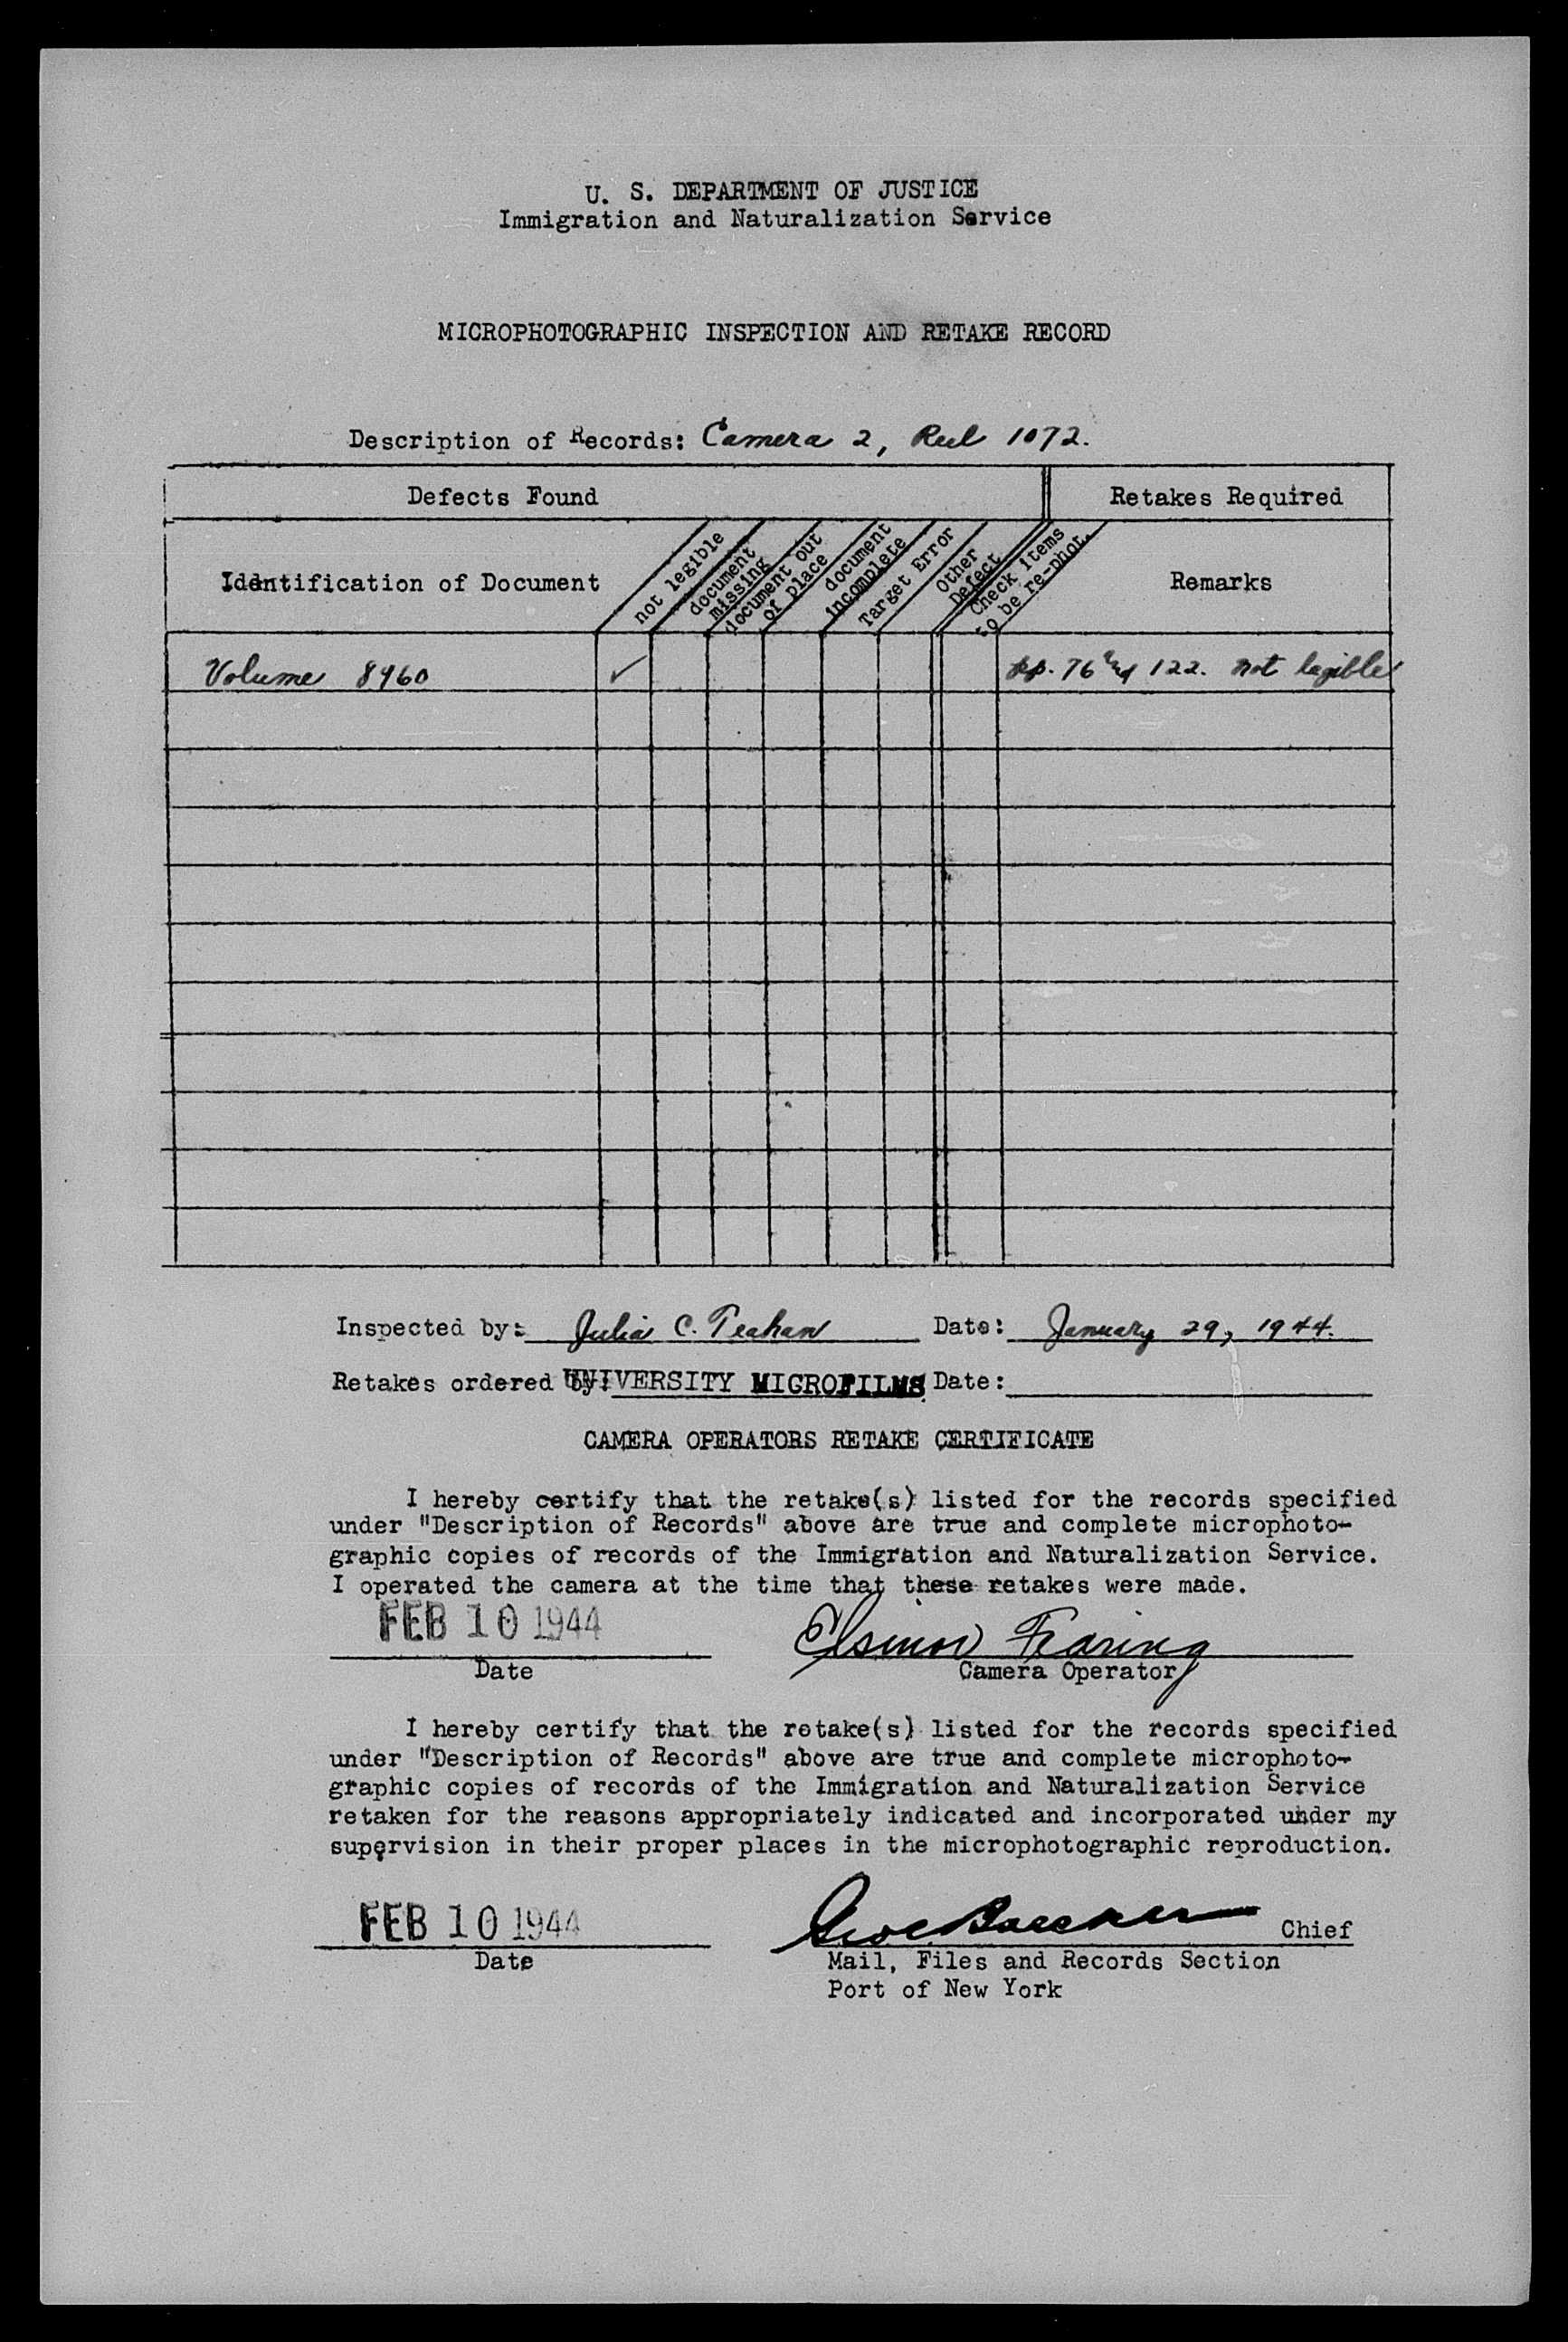 U. S. DEPARTMENT OF JUSTICE
Immigration and Naturalization Service
MICROPHOTOGRAPHIC INSPECTION AND RETAKE RECORD
Description of Records: Camera 2, Reel 1072.
Defects Found
Retakes Required
Identification of Document
not legible
document missing
document out of place
document incomplete
Target Error
Other Defect
Check items to be re-phot.
Remarks
Volume 8960 ✓ pp. 76 122. not legible
Inspected by: Julia C. Teahan Date: January 29, 1944.
Retakes ordered by: UNIVERSITY MICROFILMS Date:
CAMERA OPERATORS RETAKE CERTIFICATE
I hereby certify that the retake(s) listed for the records specified
under "Description of Records" above are true and complete microphoto-
graphic copies of records of the Immigration and Naturalization Service.
I operated the camera at the time that these retakes were made.
FEB 10 1944 Fearing
Date Camera Operator
I hereby certify that the retake(s) listed for the records specified
under "Description of Records" above are true and complete microphoto-
graphic copies of records of the Immigration and Naturalization Service
retaken for the reasons appropriately indicated and incorporated under my
supervision in their proper places in the microphotographic reproduction.
FEB 10 1944 Chief
Date Mail, Files and Records Section
Port of New York